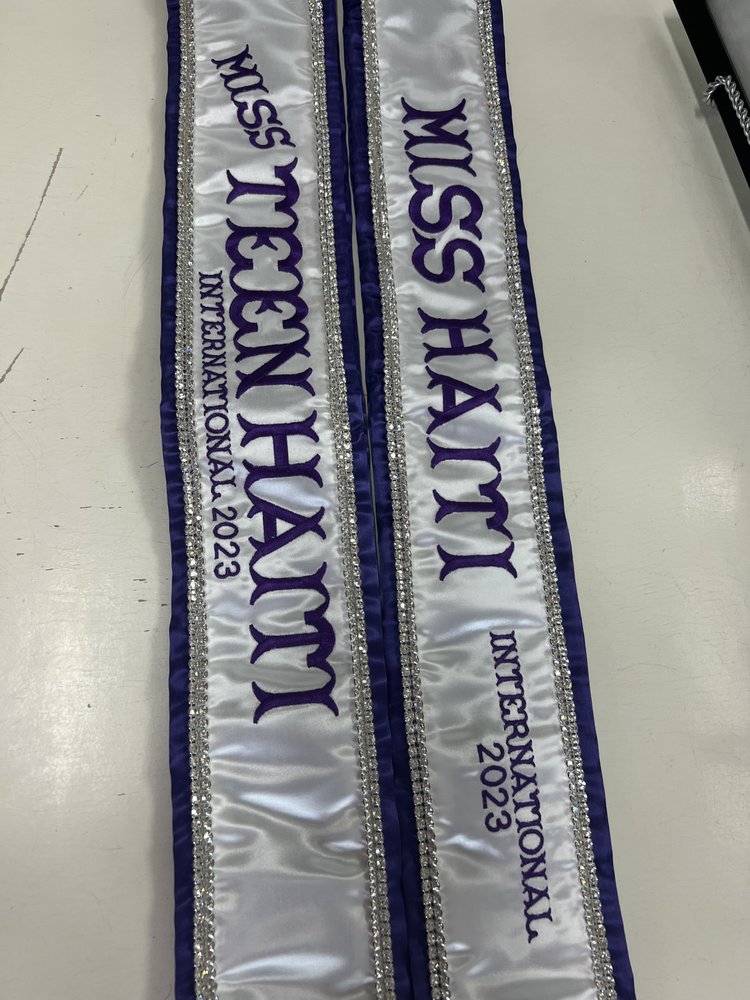 MISS TEEN HAITI
INTERNATIONAL 2023
MISS HAITI
INTERNATIONAL
2023